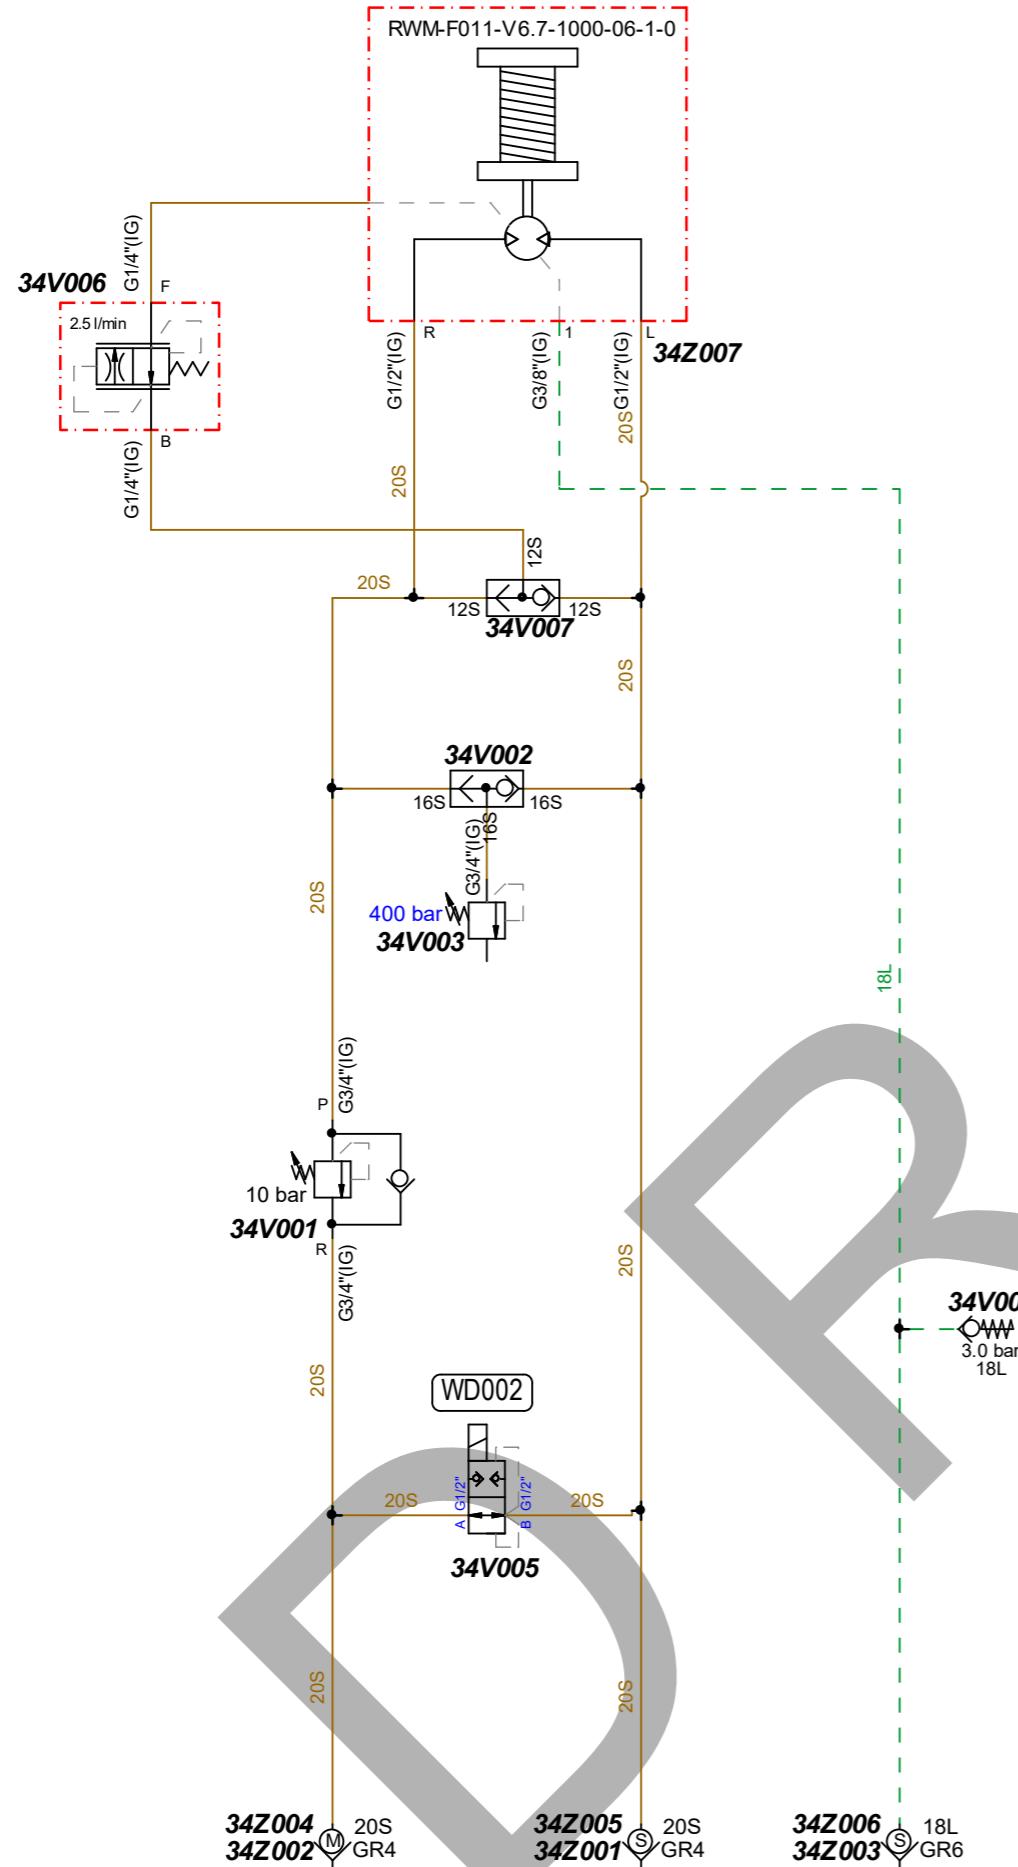 RWM-F011-V6.7-1000-06-1-0
G1/4"(IG)
34V006
F
2.5 l/min
B
G1/4"(IG)
R
1
L
34Z007
G1/2"(IG)
G3/8"(IG)
G1/2"(IG)
20S
20S
12S
20S
12S
12S
34V007
20S
34V002
16S
16S
16S
G3/4"(IG)
400 bar
34V003
20S
18L
G3/4"(IG)
P
10 bar
34V001
R
G3/4"(IG)
20S
34V00
3.0 bar
18L
20S
WD002
20S
A
G1/2"
B
G1/2"
20S
34V005
20S
20S
34Z004
34Z002
M
20S
GR4
34Z005
34Z001
S
20S
GR4
34Z006
34Z003
S
18L
GR6
D
R